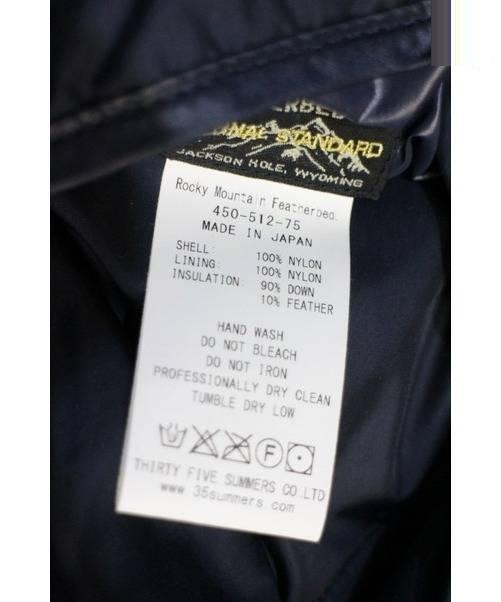 STANDARD
JACKSON HOLE, WYOMING
Rocky Mountain Featherbed.
450-512-75
MADE IN JAPAN
SHELL: 100% NYLON
LINING: 100% NYLON
INSULATION: 90% DOWN
10% FEATHER
HAND WASH
DO NOT BLEACH
DO NOT IRON
PROFESSIONALLY DRY CLEAN
TUMBLE DRY LOW
F
THIRTY FIVE SUMMERS CO.LTD
www.35summers.com